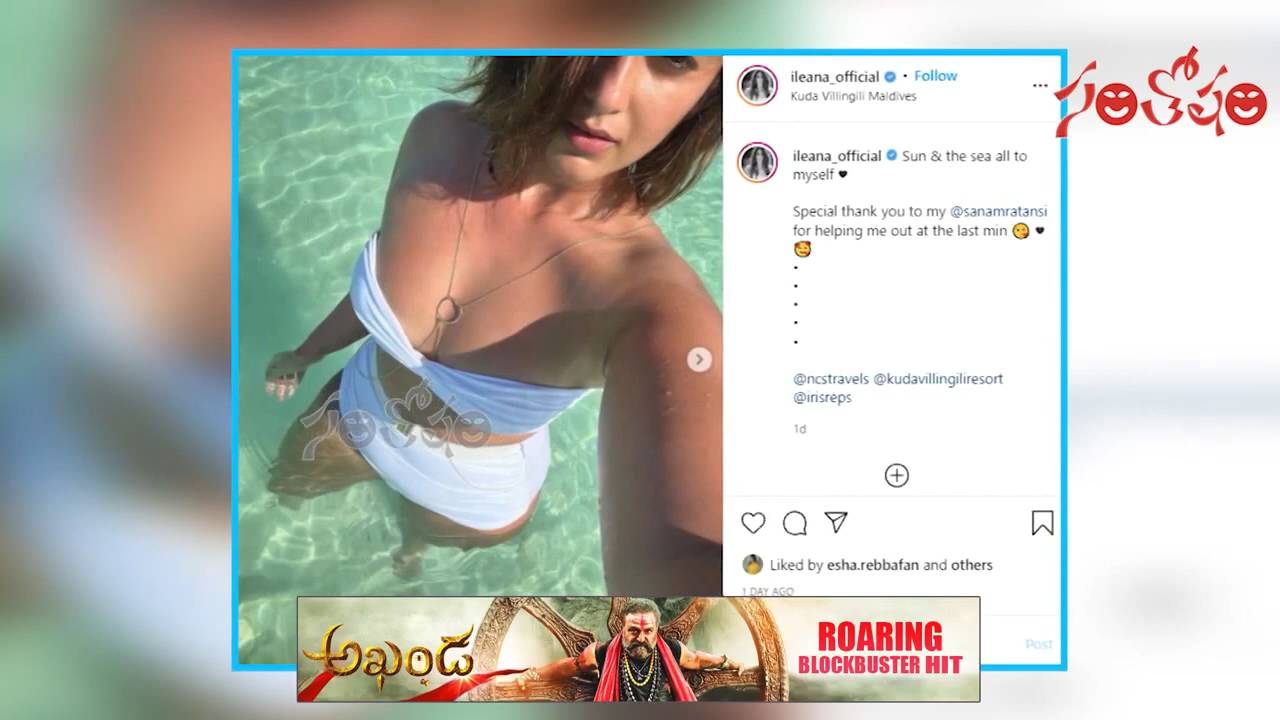 ileana_official • Follow
Kuda Villingili Maldives
సంతోషం
ileana_official Sun & the sea all to
myself 🖤
Special thank you to my @sanamratansi
for helping me out at the last min 😋 🖤
🥰
•
•
•
•
•
@ncstravels @kudavillingiliresort
@irisreps
1d
సంతోషం
Liked by esha.rebbafan and others
1 DAY AGO
Post
అఖండ
ROARING
BLOCKBUSTER HIT